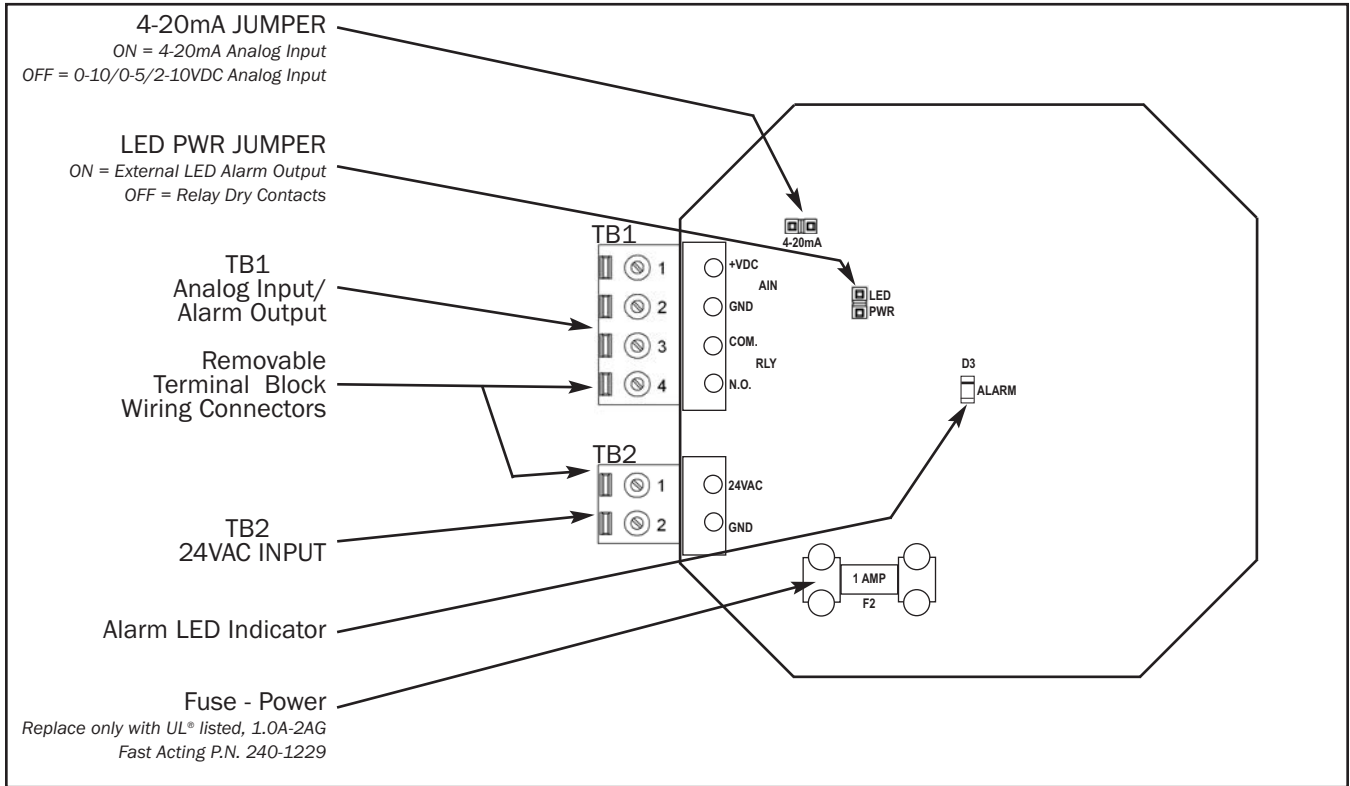 4-20mA JUMPER
ON = 4-20mA Analog Input
OFF = 0-10/0-5/2-10VDC Analog Input
LED PWR JUMPER
ON = External LED Alarm Output
OFF = Relay Dry Contacts
TB1
Analog Input/
Alarm Output
Removable
Terminal Block
Wiring Connectors
TB2
24VAC INPUT
Alarm LED Indicator
Fuse - Power
Replace only with UL® listed, 1.0A-2AG
Fast Acting P.N. 240-1229
TB1
1
2
3
4
+VDC
AIN
GND
COM.
RLY
N.O.
TB2
1
2
24VAC
GND
4-20mA
LED
PWR
D3
ALARM
1 AMP
F2